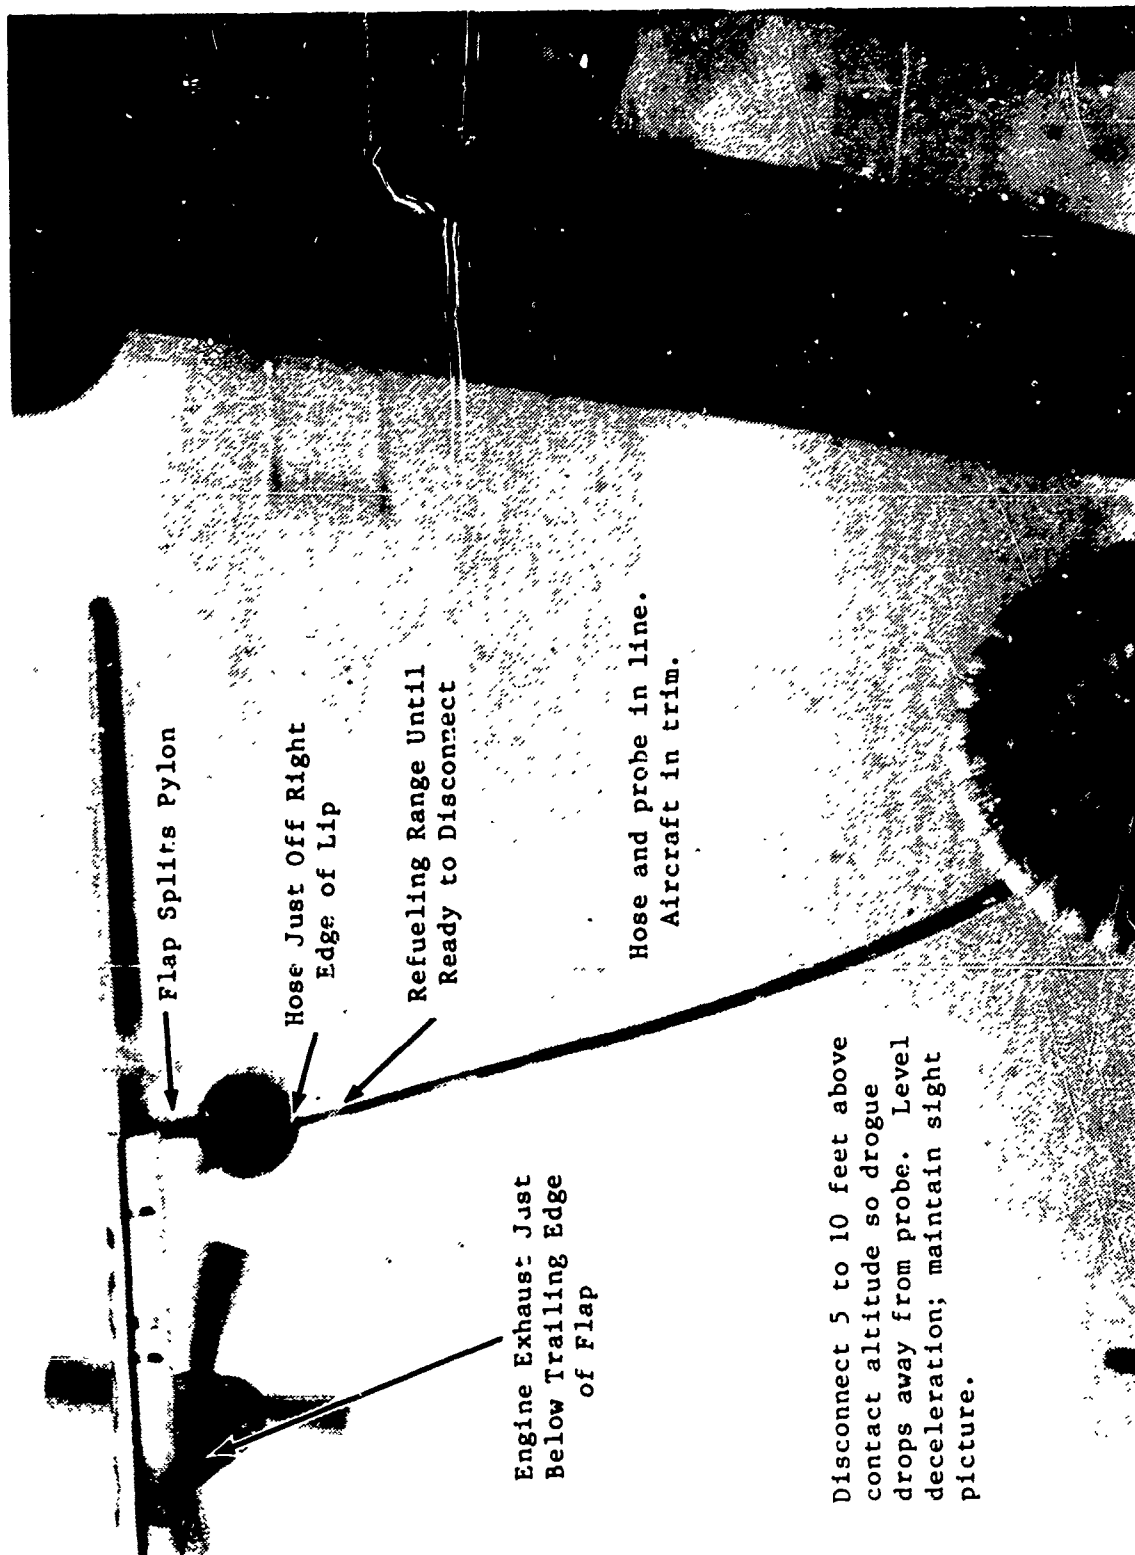 Flap Splits Pylon
Hose Just Off Right
Edge of Lip
Refueling Range Until
Ready to Disconnect
Engine Exhaust Just
Below Trailing Edge
of Flap
Hose and probe in line.
Aircraft in trim.
Disconnect 5 to 10 feet above
contact altitude so drogue
drops away from probe. Level
deceleration; maintain sight
picture.